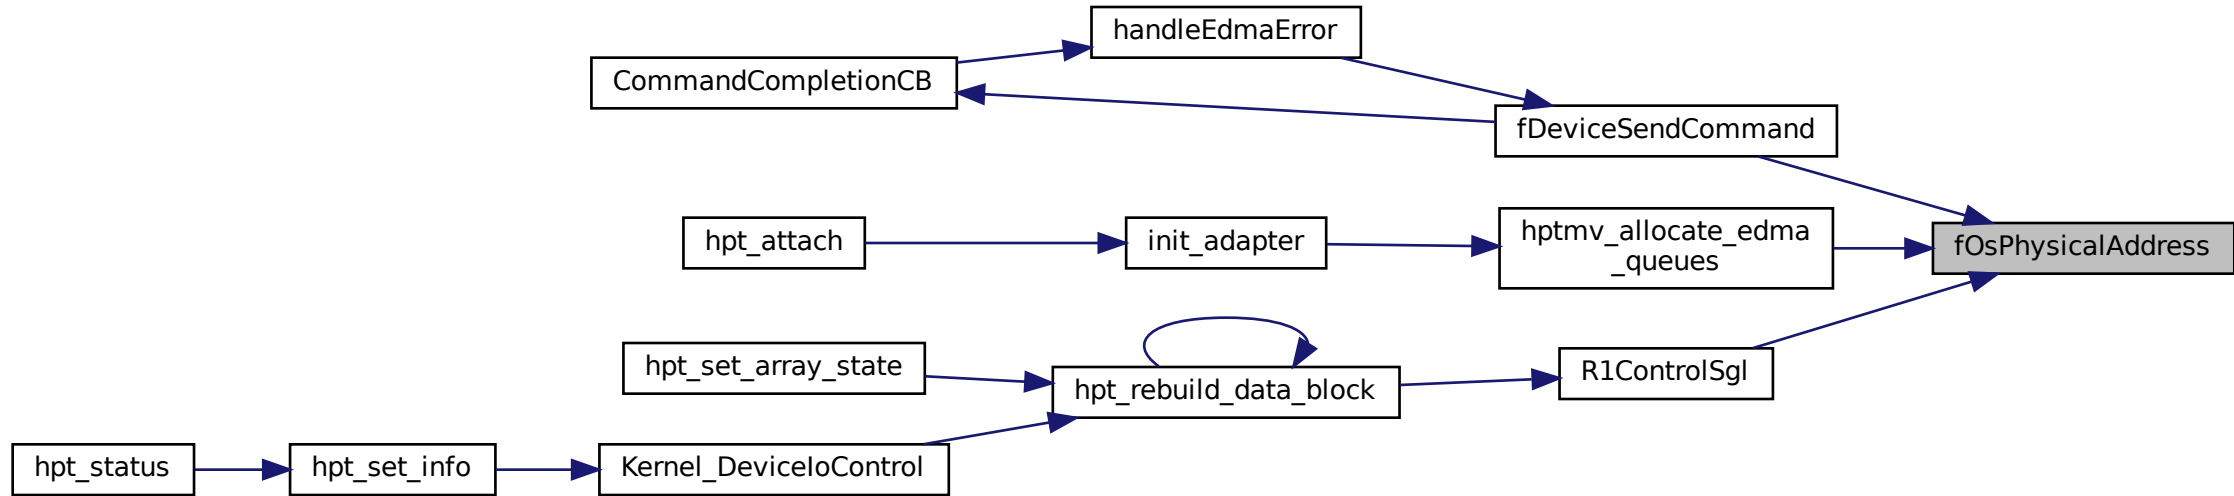 handleEdmaError
CommandCompletionCB
fDeviceSendCommand
hpt_attach
init_adapter
hptmv_allocate_edma
_queues
fOsPhysicalAddress
hpt_set_array_state
hpt_rebuild_data_block
R1ControlSgl
hpt_status
hpt_set_info
Kernel_DeviceIoControl